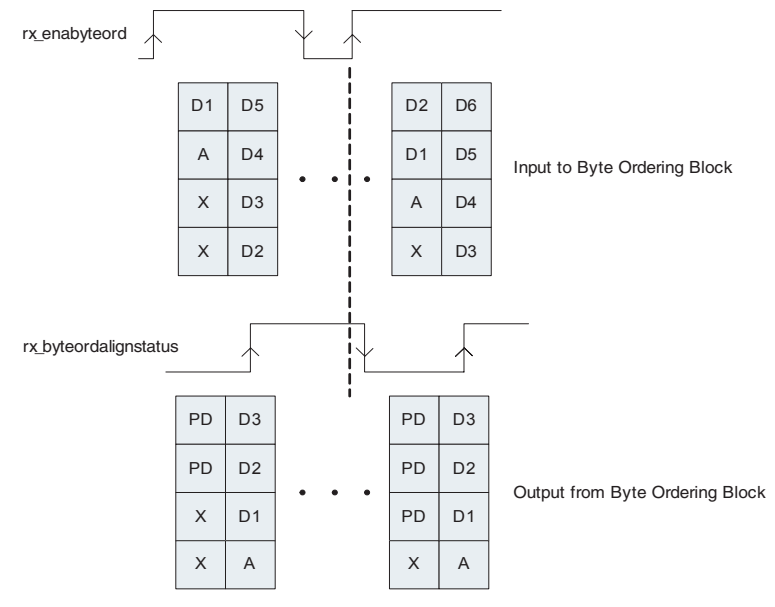 rx_enabyteord
D1 D5 D2 D6
A D4 D1 D5
X D3 A D4
X D2 X D3
Input to Byte Ordering Block
rx_byteordalignstatus
PD D3 PD D3
PD D2 PD D2
X D1 PD D1
X A X A
Output from Byte Ordering Block